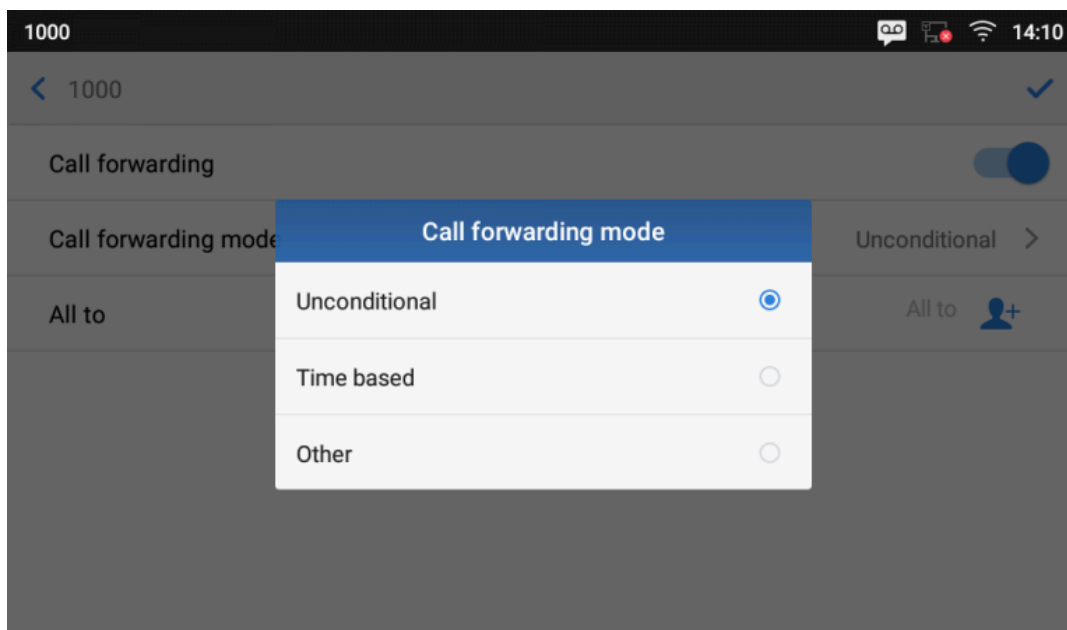 1000 14:10
1000
Call forwarding
Call forwarding mode Unconditional
All to All to
Call forwarding mode
Unconditional
Time based
Other